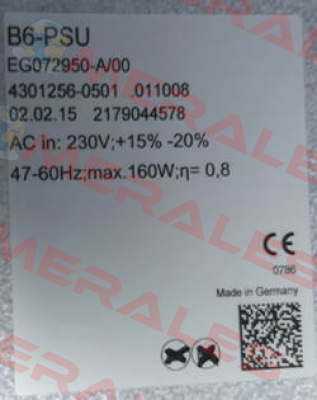 B6-PSU
EG072950-A/00
4301256-0501 .011008
02.02.15 2179044578
AC in: 230V;+15% -20%
47-60Hz;max.160W;η= 0,8
CE
0786
Made in Germany
EMERALES